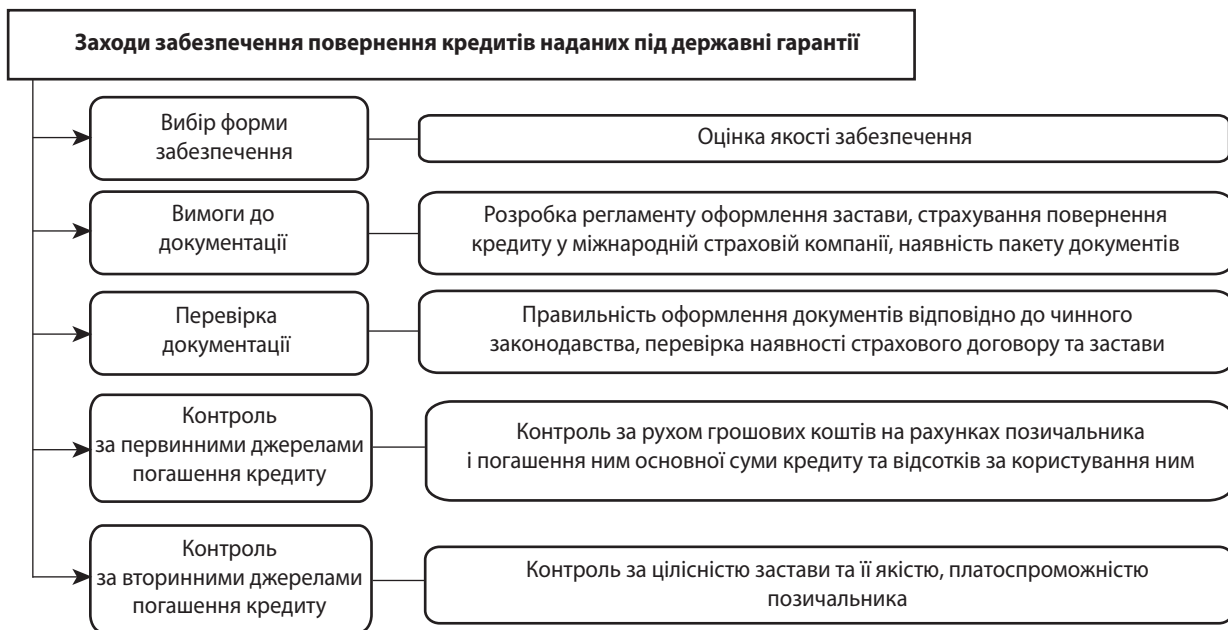 Заходи забезпечення повернення кредитів наданих під державні гарантії
Вибір форми
забезпечення
Оцінка якості забезпечення
Вимоги до
документації
Розробка регламенту оформлення застави, страхування повернення
кредиту у міжнародній страховій компанії, наявність пакету документів
Перевірка
документації
Правильність оформлення документів відповідно до чинного
законодавства, перевірка наявності страхового договору та застави
Контроль
за первинними джерелами
погашення кредиту
Контроль за рухом грошових коштів на рахунках позичальника
і погашення ним основної суми кредиту та відсотків за користування ним
Контроль
за вторинними джерелами
погашення кредиту
Контроль за цілісністю застави та її якістю, платоспроможністю
позичальника